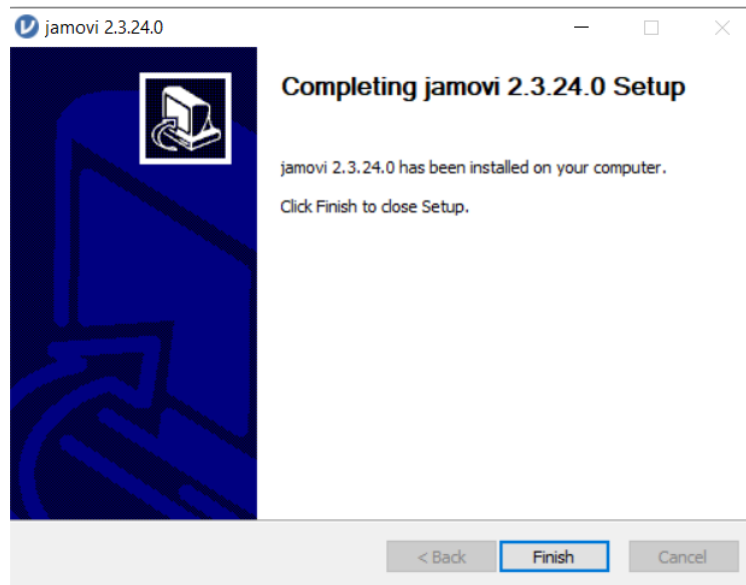 jamovi 2.3.24.0
Completing jamovi 2.3.24.0 Setup
jamovi 2.3.24.0 has been installed on your computer.
Click Finish to close Setup.
< Back
Finish
Cancel